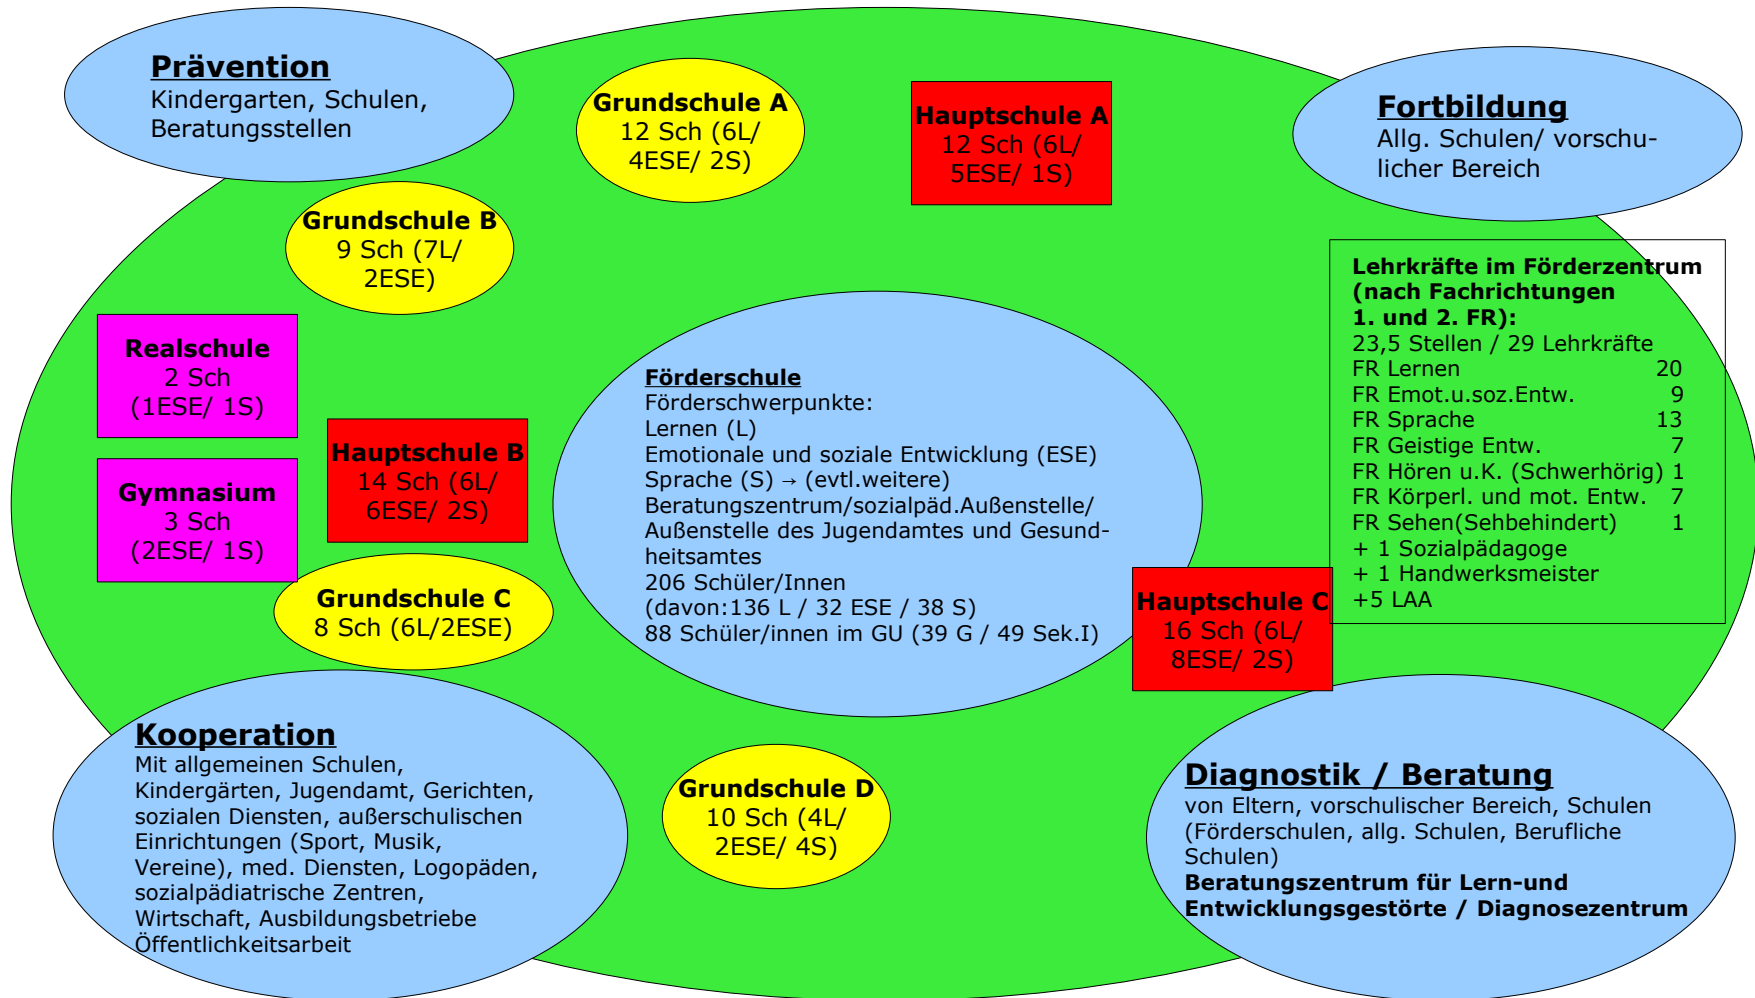 Prävention
Kindergarten, Schulen,
Beratungsstellen
Grundschule A
12 Sch (6L/
4ESE/ 2S)
Hauptschule A
12 Sch (6L/
5ESE/ 1S)
Fortbildung
Allg. Schulen/ vorschu-
licher Bereich
Grundschule B
9 Sch (7L/
2ESE)
Realschule
2 Sch
(1ESE/ 1S)
Gymnasium
3 Sch
(2ESE/ 1S)
Hauptschule B
14 Sch (6L/
6ESE/ 2S)
Grundschule C
8 Sch (6L/2ESE)
Förderschule
Förderschwerpunkte:
Lernen (L)
Emotionale und soziale Entwicklung (ESE)
Sprache (S) → (evtl.weitere)
Beratungszentrum/sozialpäd.Außenstelle/
Außenstelle des Jugendamtes und Gesund-
heitsamtes
206 Schüler/Innen
(davon:136 L / 32 ESE / 38 S)
88 Schüler/innen im GU (39 G / 49 Sek.I)
Lehrkräfte im Förderzentrum
(nach Fachrichtungen
1. und 2. FR):
23,5 Stellen / 29 Lehrkräfte
FR Lernen 20
FR Emot.u.soz.Entw. 9
FR Sprache 13
FR Geistige Entw. 7
FR Hören u.K. (Schwerhörig) 1
FR Körperl. und mot. Entw. 7
FR Sehen(Sehbehindert) 1
+ 1 Sozialpädagoge
+ 1 Handwerksmeister
+5 LAA
Hauptschule C
16 Sch (6L/
8ESE/ 2S)
Kooperation
Mit allgemeinen Schulen,
Kindergärten, Jugendamt, Gerichten,
sozialen Diensten, außerschulischen
Einrichtungen (Sport, Musik,
Vereine), med. Diensten, Logopäden,
sozialpädiatrische Zentren,
Wirtschaft, Ausbildungsbetriebe
Öffentlichkeitsarbeit
Grundschule D
10 Sch (4L/
2ESE/ 4S)
Diagnostik / Beratung
von Eltern, vorschulischer Bereich, Schulen
(Förderschulen, allg. Schulen, Berufliche
Schulen)
Beratungszentrum für Lern-und
Entwicklungsgestörte / Diagnosezentrum